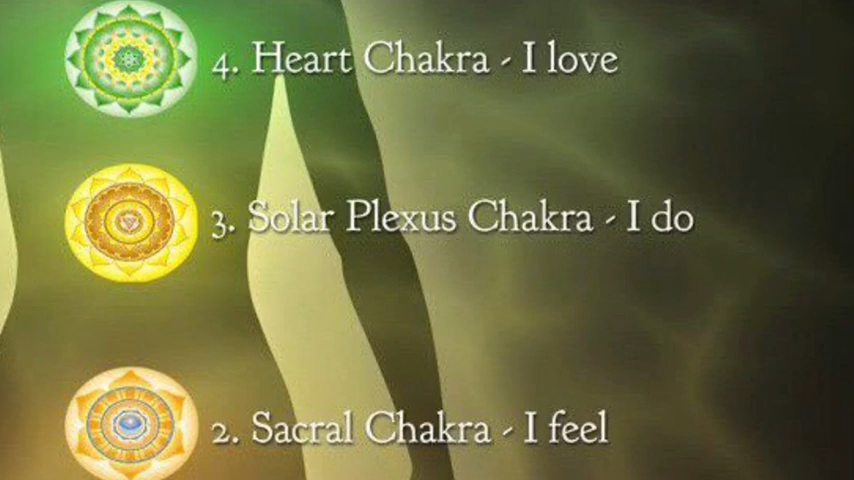 4. Heart Chakra - I love
3. Solar Plexus Chakra - I do
2. Sacral Chakra - I feel